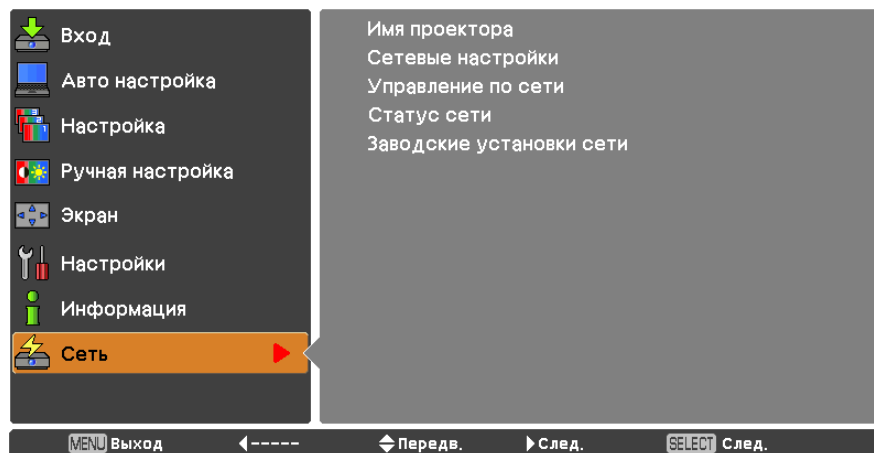 Вход
Авто настройка
Настройка
Ручная настройка
Экран
Настройки
Информация
Сеть
Имя проектора
Сетевые настройки
Управление по сети
Статус сети
Заводские установки сети
MENU Выход ----- Передв. След. SELECT След.